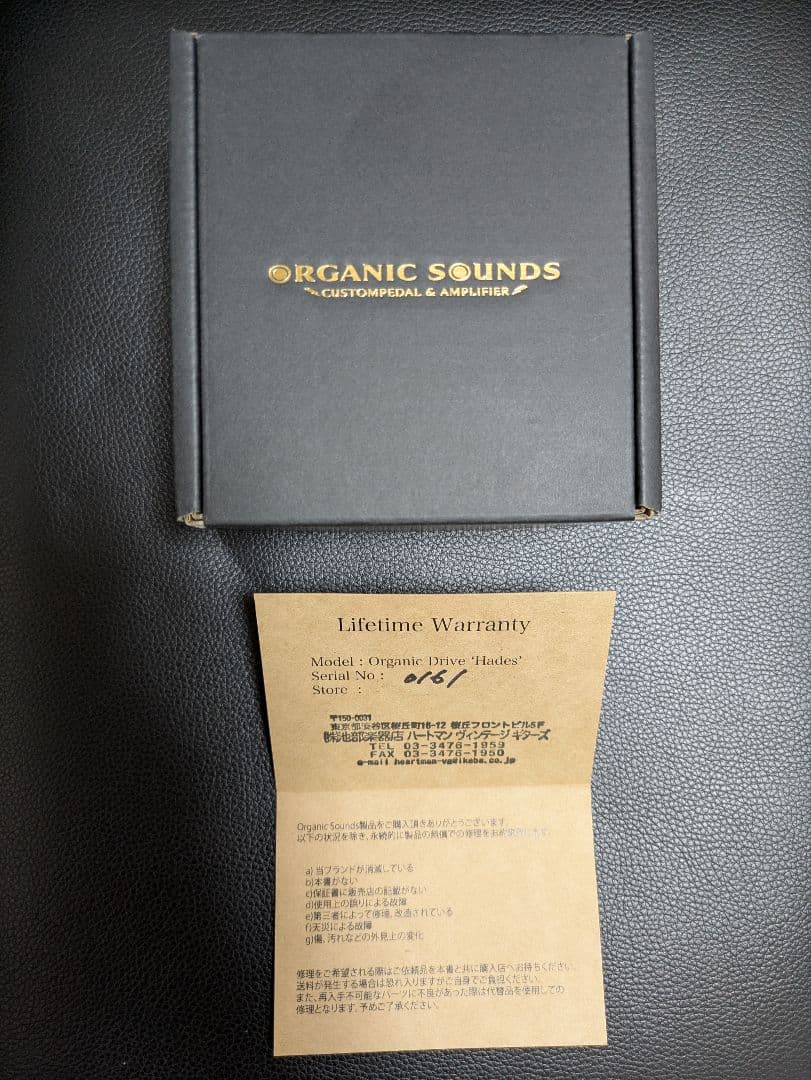 ORGANIC SOUNDS
CUSTOMPEDAL & AMPLIFIER
Lifetime Warranty
Model : Organic Drive ‘Hades’
Serial No : 0161
Store :
〒150-0031
東京都渋谷区桜丘町16-12 桜丘フロントビル5F
㈱池部楽器店 ハートマン ヴィンテージ ギターズ
TEL 03-3476-1959
FAX 03-3476-1950
e-mail heartman-vg@ikebe.co.jp
Organic Sounds製品をご購入頂きありがとうございます。
以下の状況を除き、永続的に製品の無償での修理をお約束致します。
a) 当ブランドが消滅している
b)本書がない
c)保証書に販売店の記載がない
d)使用上の誤りによる故障
e)第三者によって修理、改造されている
f)天災による故障
g)傷、汚れなどの外見上の変化
修理をご希望される際はご依頼品を本書と共に購入店へお持ちください。
送料が発生する場合は恐れ入りますがご自身でご負担ください。
また、再入手不可能なパーツに不良があった際は代替品を使用しての
修理となります。予めご了承ください。